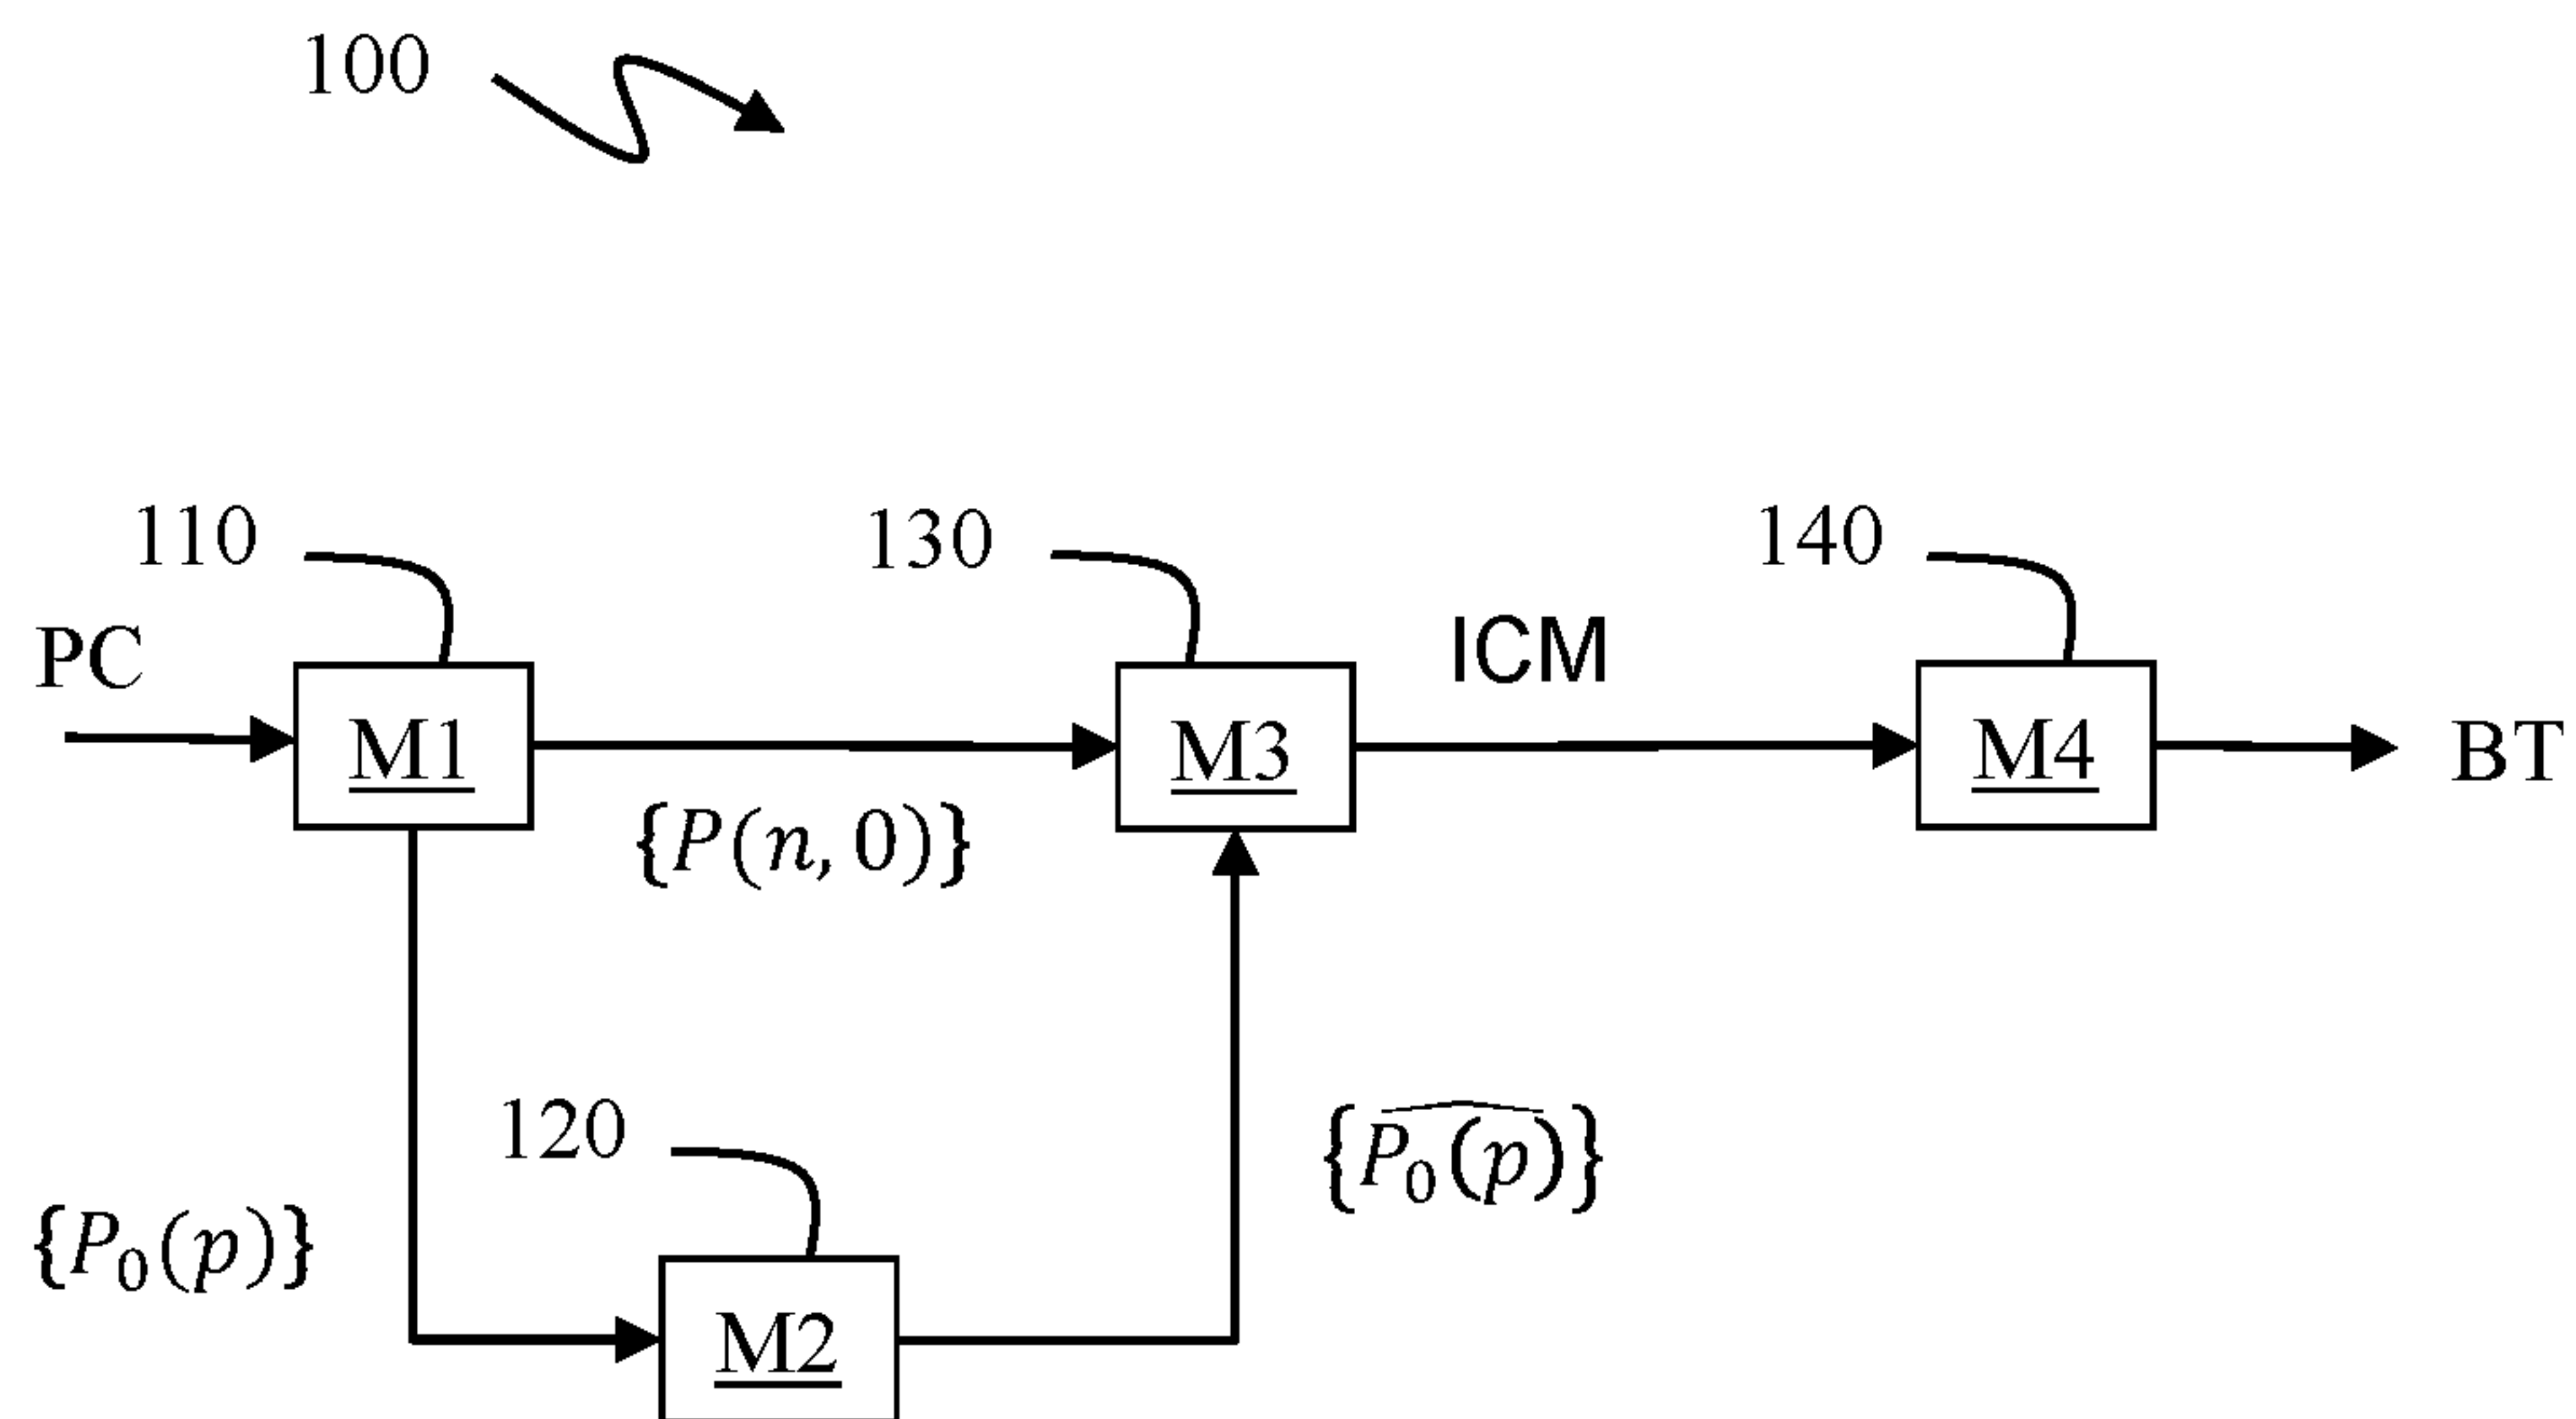 100
110
130
140
PC
ICM
M1
M3
M4
BT
{P(n, 0)}
120
{P₀(p)}
{P̂₀(p)}
M2